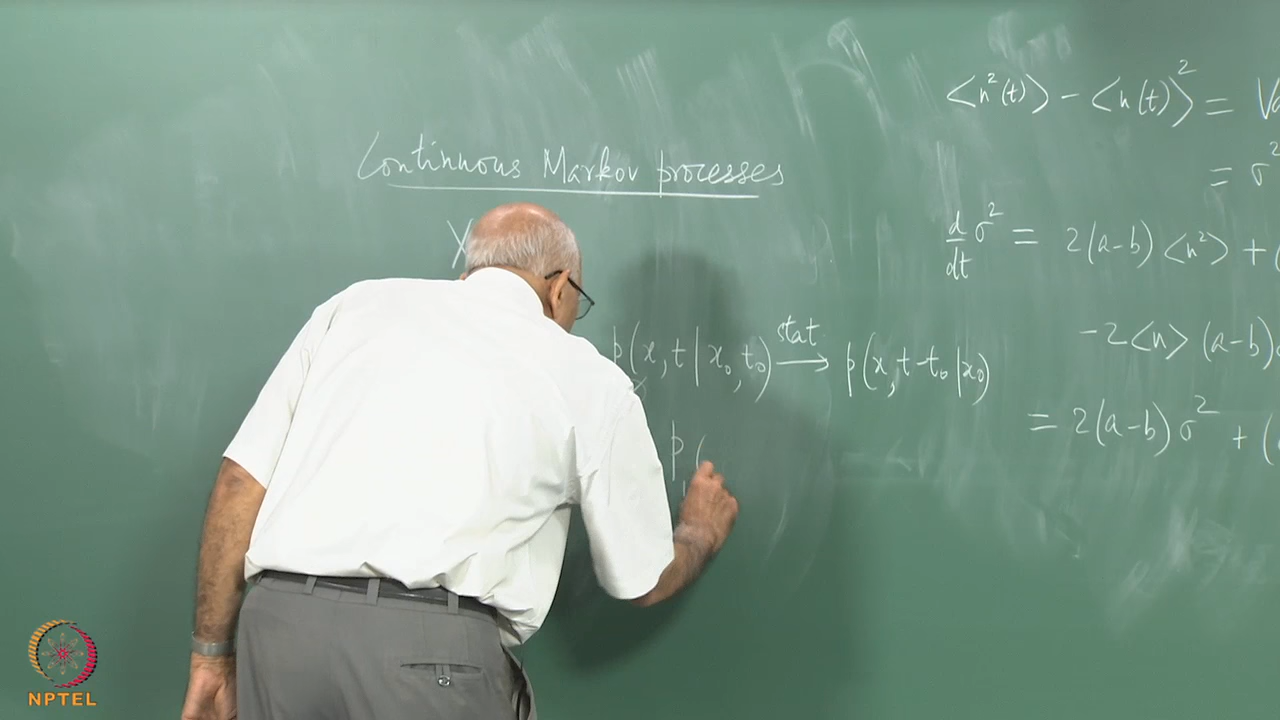 Continuous Markov processes
X
p(x,t|x₀,t₀) stat⟶ p(x,t-t₀|x₀)
p(
<n²(t)> - <n(t)>² =
= σ²
d/dt σ² = 2(a-b)<n²> + (
-2<n>(a-b)
= 2(a-b)σ² + (
NPTEL